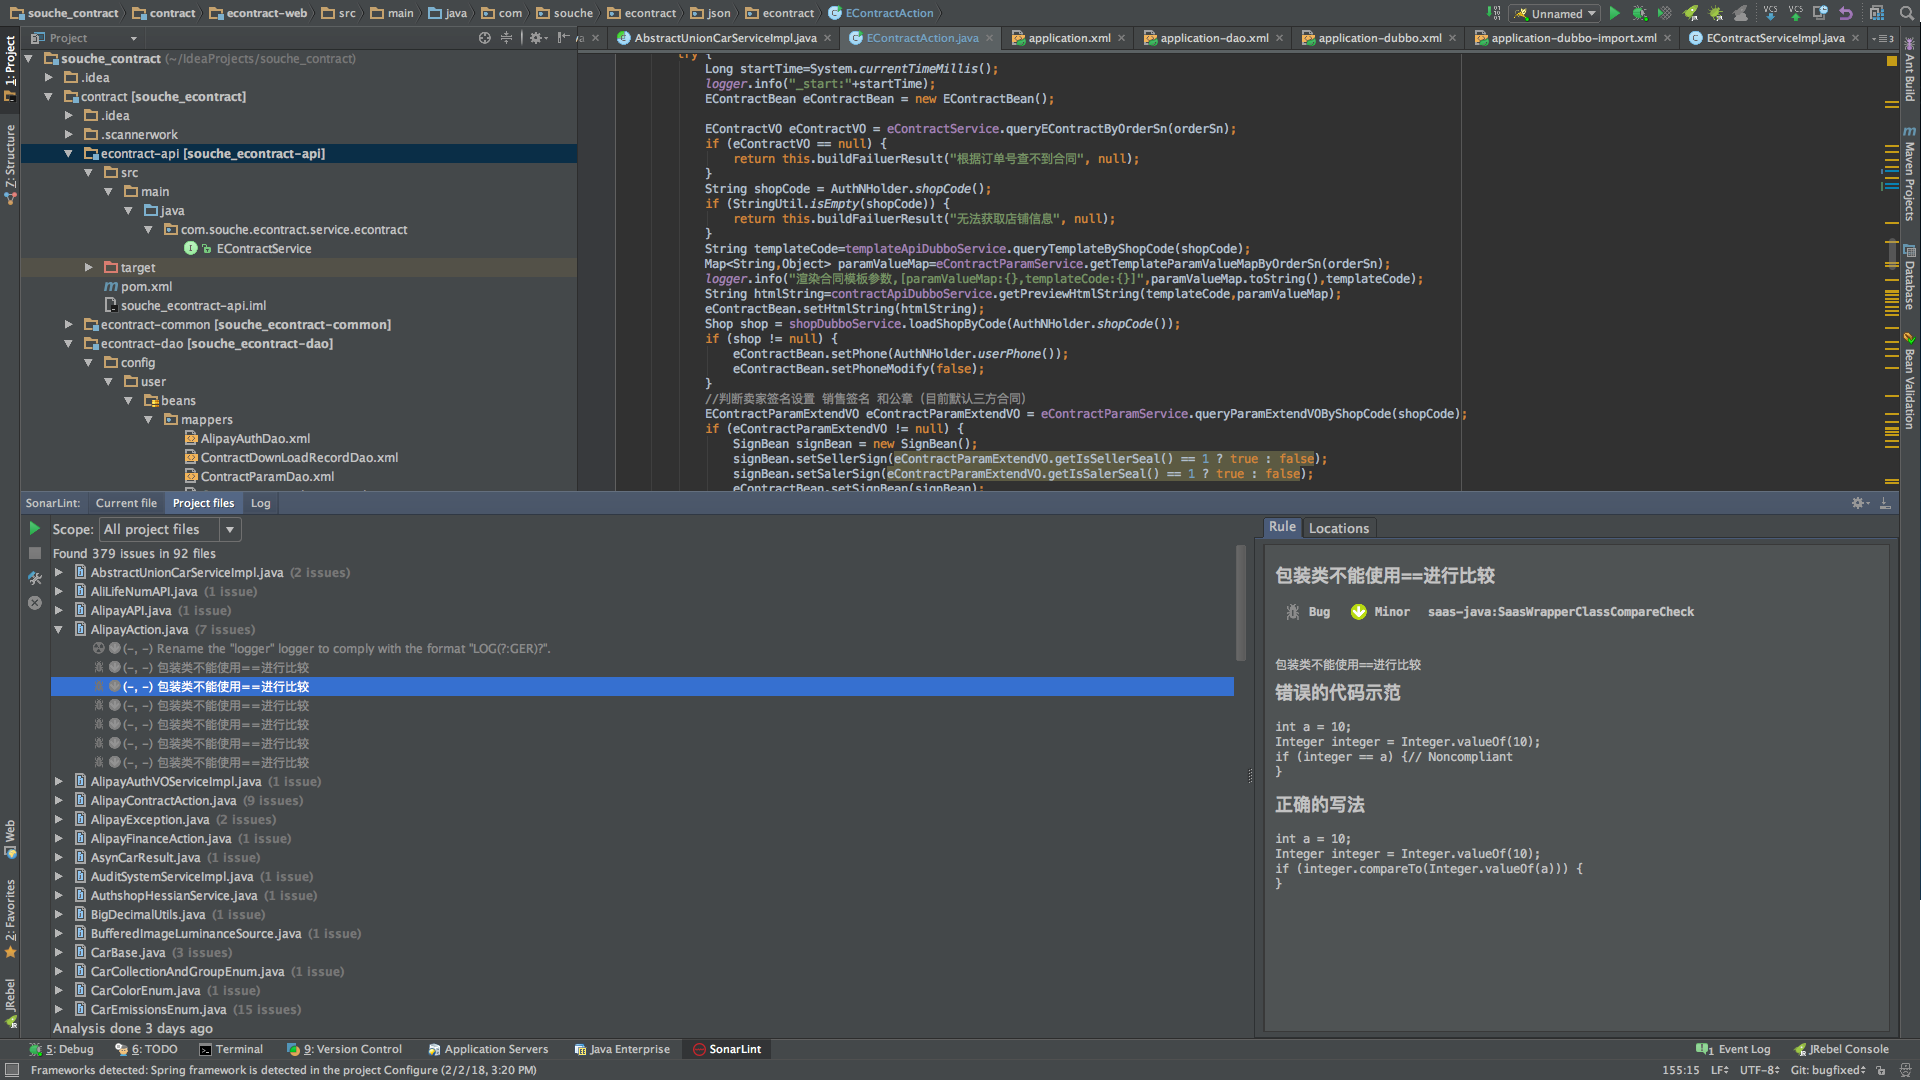 souche_contract contract econtract-web src main java com souche econtract json econtract EContractAction
Unnamed VCS VCS
Project
AbstractUnionCarServiceImpl.java EContractAction.java application.xml application-dao.xml application-dubbo.xml application-dubbo-import.xml EContractServiceImpl.java
1: Project
Z: Structure
Web
2: Favorites
JRebel
Ant Build
Maven Projects
Database
Bean Validation
souche_contract (~/IdeaProjects/souche_contract)
.idea
contract [souche_econtract]
.idea
.scannerwork
econtract-api [souche_econtract-api]
src
main
java
com.souche.econtract.service.econtract
EContractService
target
pom.xml
souche_econtract-api.iml
econtract-common [souche_econtract-common]
econtract-dao [souche_econtract-dao]
config
user
beans
mappers
AlipayAuthDao.xml
ContractDownLoadRecordDao.xml
ContractParamDao.xml
try {
Long startTime=System.currentTimeMillis();
logger.info("_start:"+startTime);
EContractBean eContractBean = new EContractBean();
EContractVO eContractVO = eContractService.queryEContractByOrderSn(orderSn);
if (eContractVO == null) {
return this.buildFailuerResult("根据订单号查不到合同", null);
}
String shopCode = AuthNHolder.shopCode();
if (StringUtil.isEmpty(shopCode)) {
return this.buildFailuerResult("无法获取店铺信息", null);
}
String templateCode=templateApiDubboService.queryTemplateByShopCode(shopCode);
Map<String,Object> paramValueMap=eContractParamService.getTemplateParamValueMapByOrderSn(orderSn);
logger.info("渲染合同模板参数,[paramValueMap:{},templateCode:{}]",paramValueMap.toString(),templateCode);
String htmlString=contractApiDubboService.getPreviewHtmlString(templateCode,paramValueMap);
eContractBean.setHtmlString(htmlString);
Shop shop = shopDubboService.loadShopByCode(AuthNHolder.shopCode());
if (shop != null) {
eContractBean.setPhone(AuthNHolder.userPhone());
eContractBean.setPhoneModify(false);
}
//判断卖家签名设置 销售签名 和公章（目前默认三方合同）
EContractParamExtendVO eContractParamExtendVO = eContractParamService.queryParamExtendVOByShopCode(shopCode);
if (eContractParamExtendVO != null) {
SignBean signBean = new SignBean();
signBean.setSellerSign(eContractParamExtendVO.getIsSellerSeal() == 1 ? true : false);
signBean.setSalerSign(eContractParamExtendVO.getIsSalerSeal() == 1 ? true : false);
eContractBean.setSignBean(signBean);
SonarLint: Current file Project files Log
Scope: All project files
Found 379 issues in 92 files
AbstractUnionCarServiceImpl.java (2 issues)
AliLifeNumAPI.java (1 issue)
AlipayAPI.java (1 issue)
AlipayAction.java (7 issues)
(-, -) Rename the "logger" logger to comply with the format "LOG(?:GER)?".
(-, -) 包装类不能使用==进行比较
(-, -) 包装类不能使用==进行比较
(-, -) 包装类不能使用==进行比较
(-, -) 包装类不能使用==进行比较
(-, -) 包装类不能使用==进行比较
(-, -) 包装类不能使用==进行比较
AlipayAuthVOServiceImpl.java (1 issue)
AlipayContractAction.java (9 issues)
AlipayException.java (2 issues)
AlipayFinanceAction.java (1 issue)
AsynCarResult.java (1 issue)
AuditSystemServiceImpl.java (1 issue)
AuthshopHessianService.java (1 issue)
BigDecimalUtils.java (1 issue)
BufferedImageLuminanceSource.java (1 issue)
CarBase.java (3 issues)
CarCollectionAndGroupEnum.java (1 issue)
CarColorEnum.java (1 issue)
CarEmissionsEnum.java (15 issues)
Analysis done 3 days ago
Rule Locations
包装类不能使用==进行比较
Bug Minor saas-java:SaasWrapperClassCompareCheck
包装类不能使用==进行比较
错误的代码示范
int a = 10;
Integer integer = Integer.valueOf(10);
if (integer == a) {// Noncompliant
}
正确的写法
int a = 10;
Integer integer = Integer.valueOf(10);
if (integer.compareTo(Integer.valueOf(a))) {
}
5: Debug 6: TODO Terminal 9: Version Control Application Servers Java Enterprise SonarLint 1 Event Log JRebel Console
Frameworks detected: Spring framework is detected in the project Configure (2/2/18, 3:20 PM) 155:15 LF UTF-8 Git: bugfixed